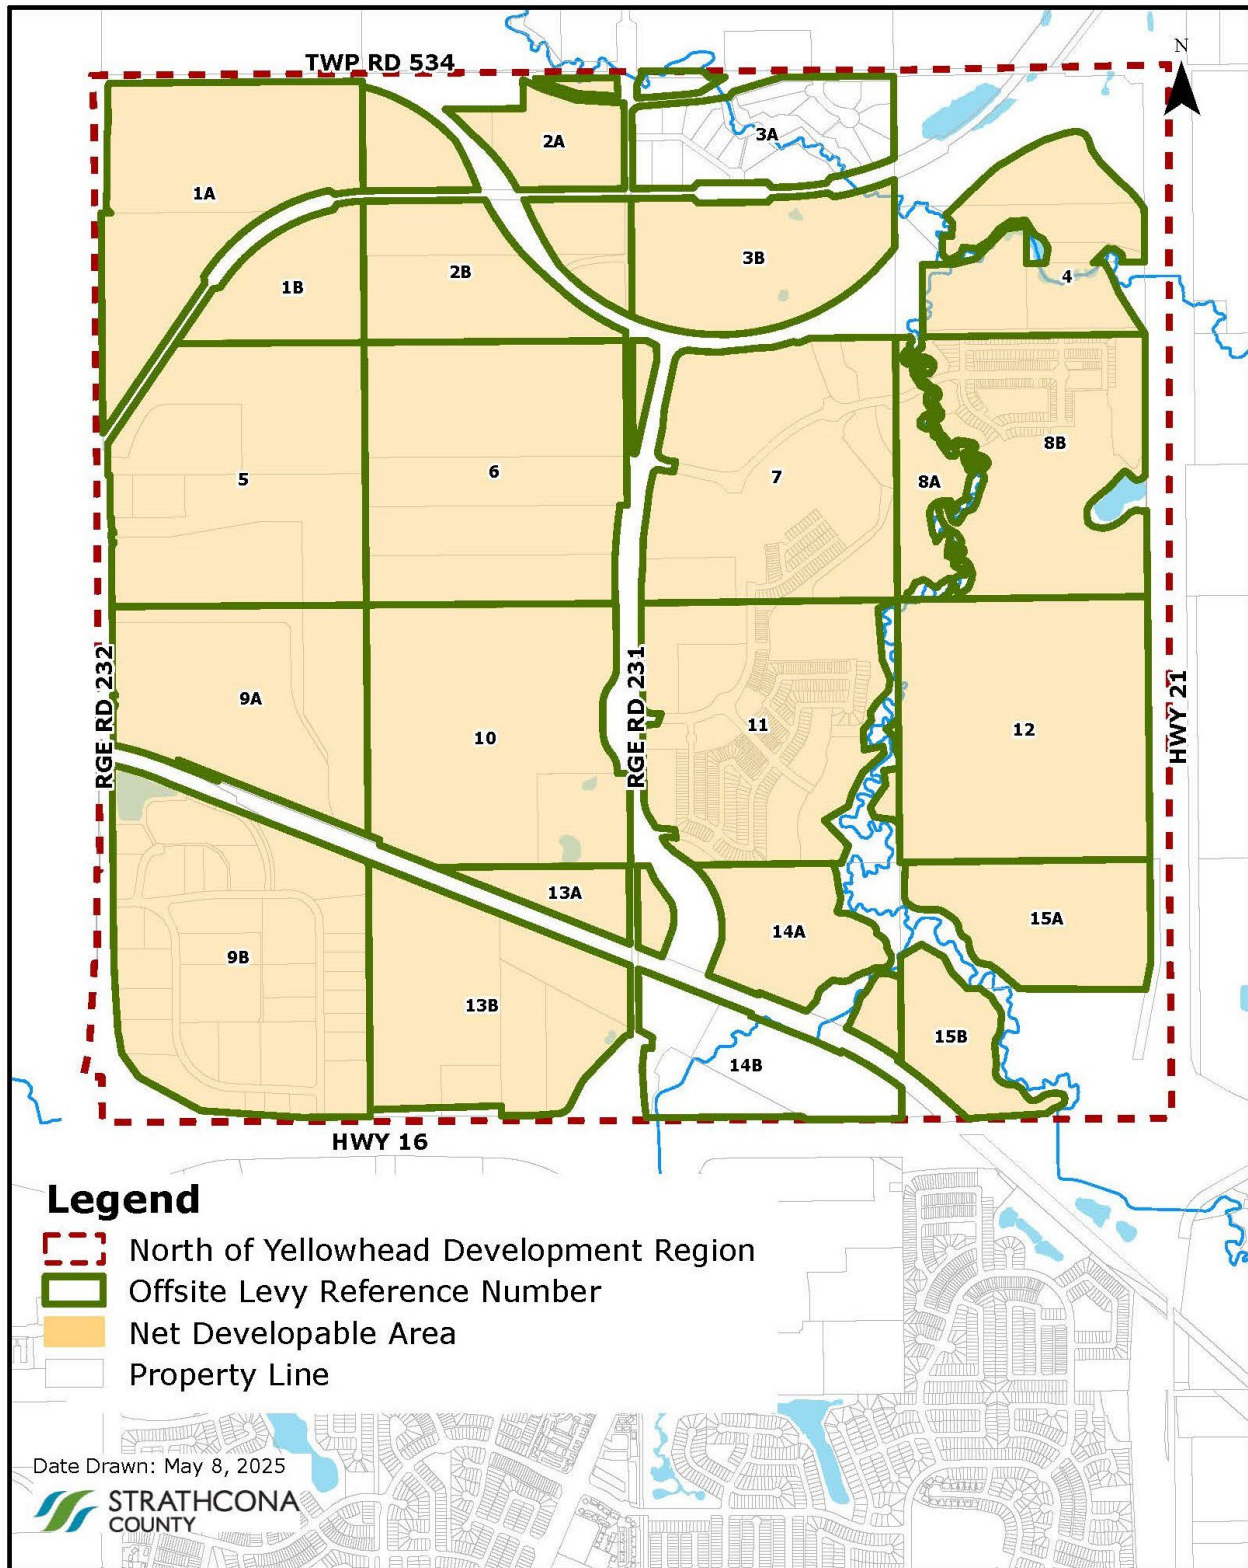 TWP RD 534
N
2A
3A
1A
3B
2B
4
1B
8B
6
7
5
8A
RGE RD 232
RGE RD 231
HWY 21
9A
11
12
10
13A
15A
14A
9B
13B
15B
14B
HWY 16
Legend
North of Yellowhead Development Region
Offsite Levy Reference Number
Net Developable Area
Property Line
Date Drawn: May 8, 2025
STRATHCONA
COUNTY